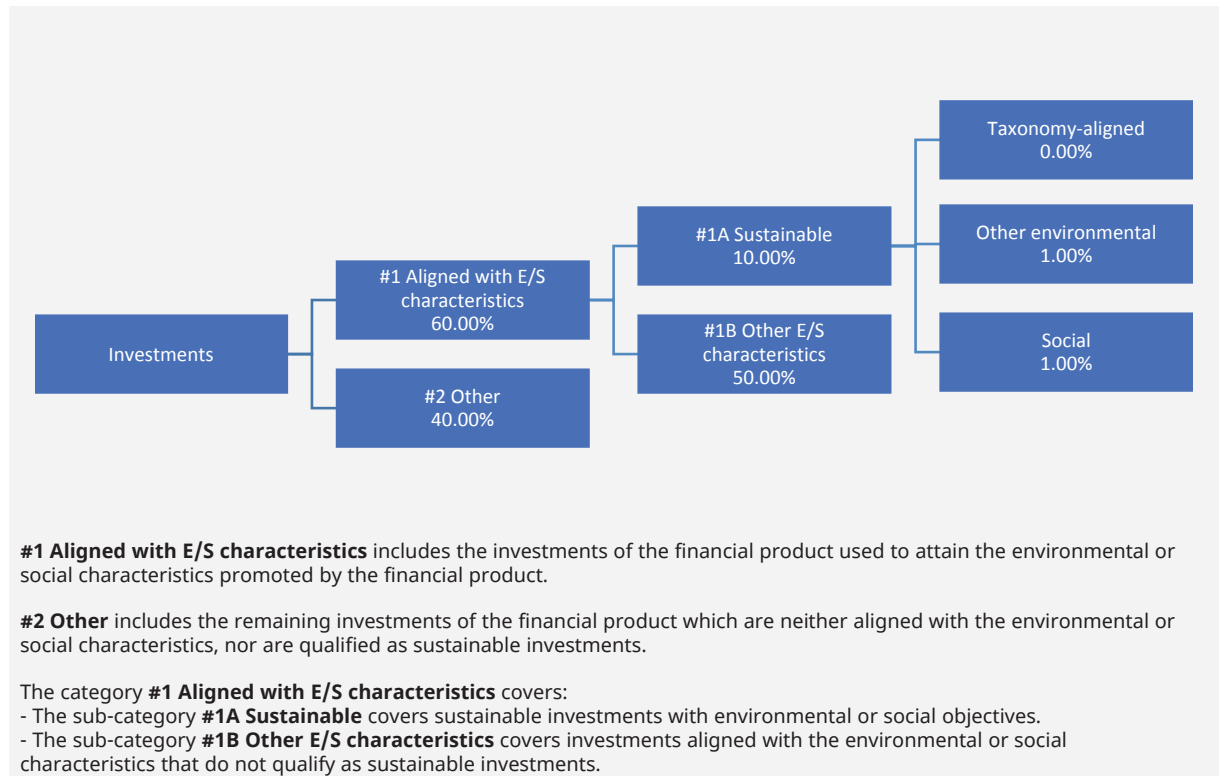 Investments
#1 Aligned with E/S
characteristics
60.00%
#2 Other
40.00%
#1A Sustainable
10.00%
#1B Other E/S
characteristics
50.00%
Taxonomy-aligned
0.00%
Other environmental
1.00%
Social
1.00%
#1 Aligned with E/S characteristics includes the investments of the financial product used to attain the environmental or
social characteristics promoted by the financial product.
#2 Other includes the remaining investments of the financial product which are neither aligned with the environmental or
social characteristics, nor are qualified as sustainable investments.
The category #1 Aligned with E/S characteristics covers:
- The sub-category #1A Sustainable covers sustainable investments with environmental or social objectives.
- The sub-category #1B Other E/S characteristics covers investments aligned with the environmental or social
characteristics that do not qualify as sustainable investments.